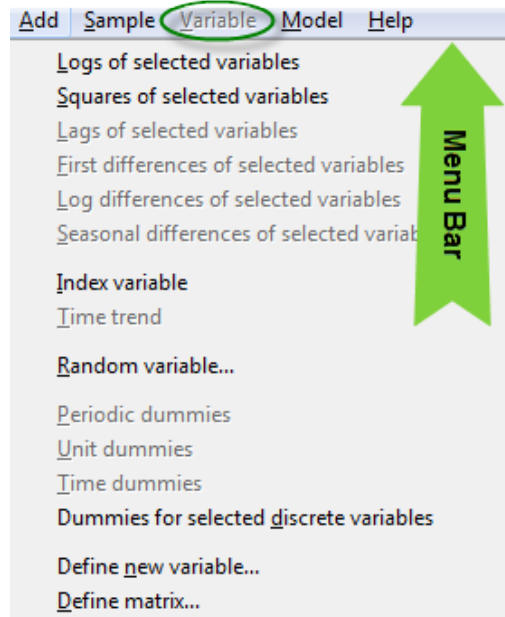 Add Sample Variable Model Help
Logs of selected variables
Squares of selected variables
Lags of selected variables
First differences of selected variables
Log differences of selected variables
Seasonal differences of selected variab
Index variable
Time trend
Random variable...
Periodic dummies
Unit dummies
Time dummies
Dummies for selected discrete variables
Define new variable...
Define matrix...
Menu Bar